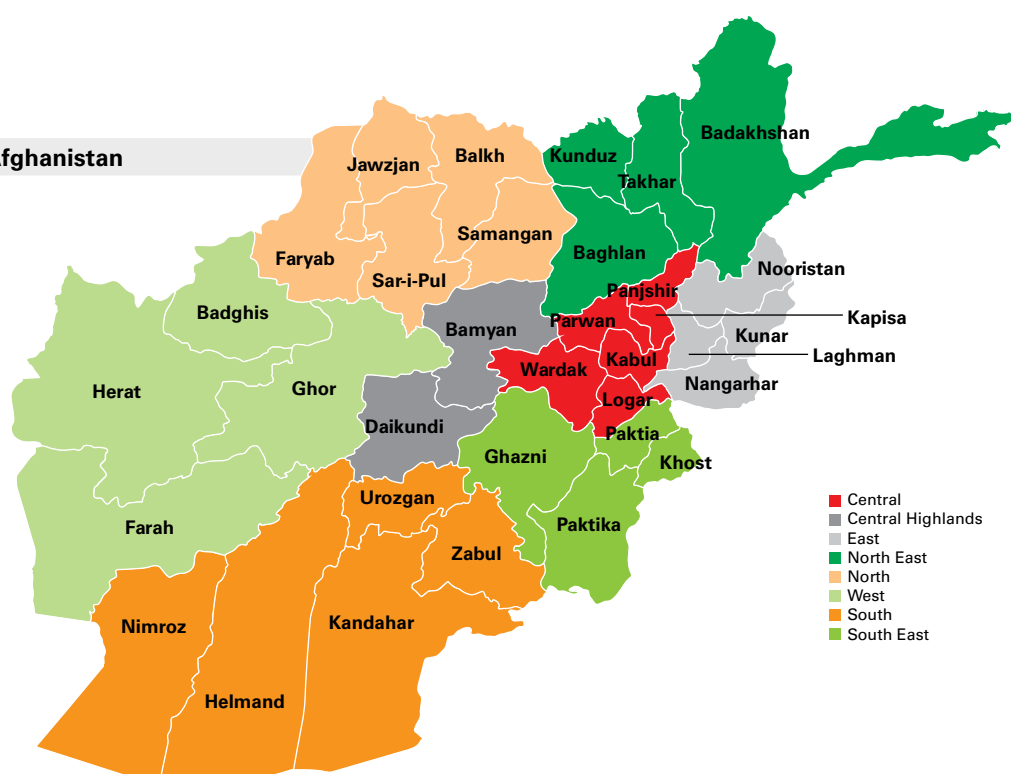 fghanistan
Badakhshan
Jawzjan
Balkh
Kunduz
Takhar
Samangan
Faryab
Baghlan
Nooristan
Sar-i-Pul
Panjshir
Badghis
Parwan
Kapisa
Bamyan
Kunar
Laghman
Kabul
Wardak
Nangarhar
Herat
Ghor
Logar
Daikundi
Paktia
Ghazni
Khost
Urozgan
Paktika
Farah
Zabul
Nimroz
Kandahar
Helmand
Central
Central Highlands
East
North East
North
West
South
South East